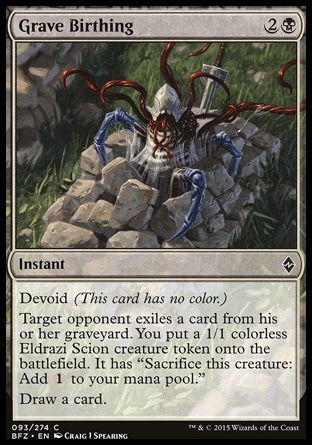 Grave Birthing 2
Instant
Devoid (This card has no color.)
Target opponent exiles a card from his
or her graveyard. You put a 1/1 colorless
Eldrazi Scion creature token onto the
battlefield. It has “Sacrifice this creature:
Add 1 to your mana pool.”
Draw a card.
093/274 C
BFZ • EN CRAIG J SPEARING
™ & © 2015 Wizards of the Coast